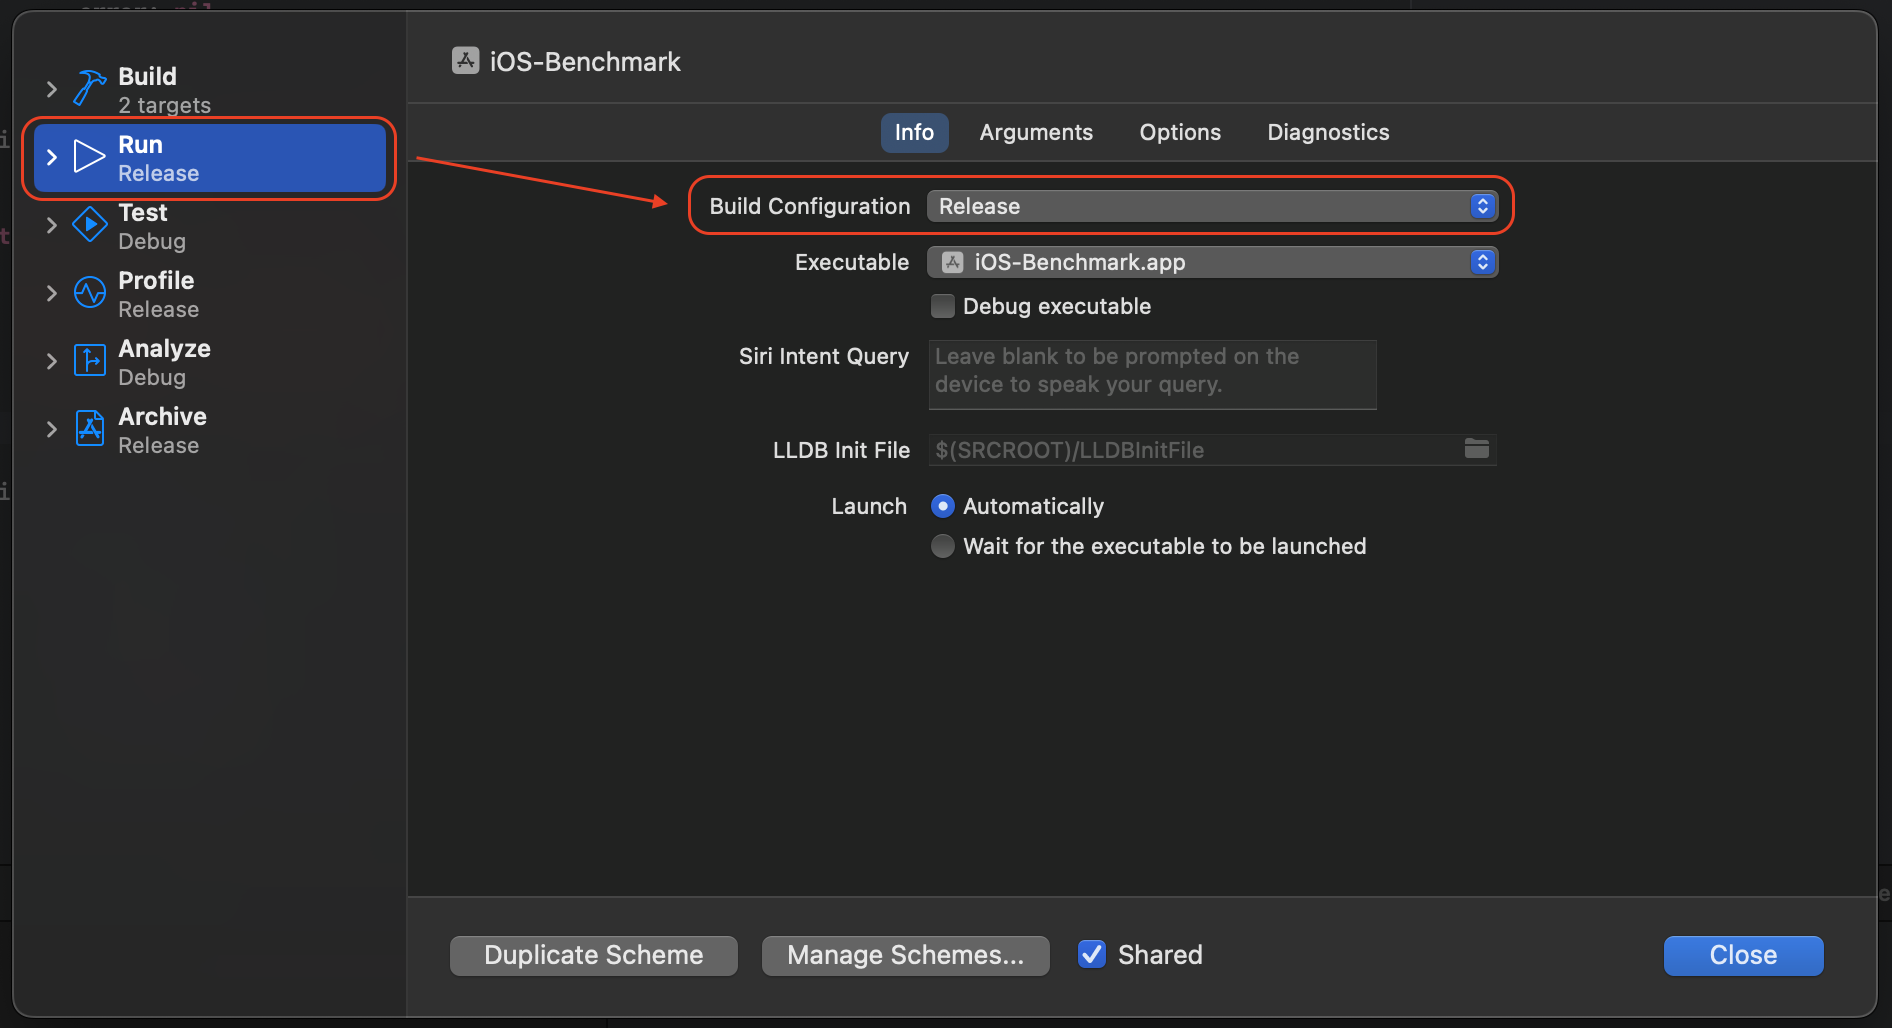 error: nil
Build
2 targets
Run
Release
Test
Debug
Profile
Release
Analyze
Debug
Archive
Release
iOS-Benchmark
Info
Arguments
Options
Diagnostics
Build Configuration
Release
Executable
iOS-Benchmark.app
Debug executable
Siri Intent Query
Leave blank to be prompted on the
device to speak your query.
LLDB Init File
$(SRCROOT)/LLDBInitFile
Launch
Automatically
Wait for the executable to be launched
Duplicate Scheme
Manage Schemes...
Shared
Close